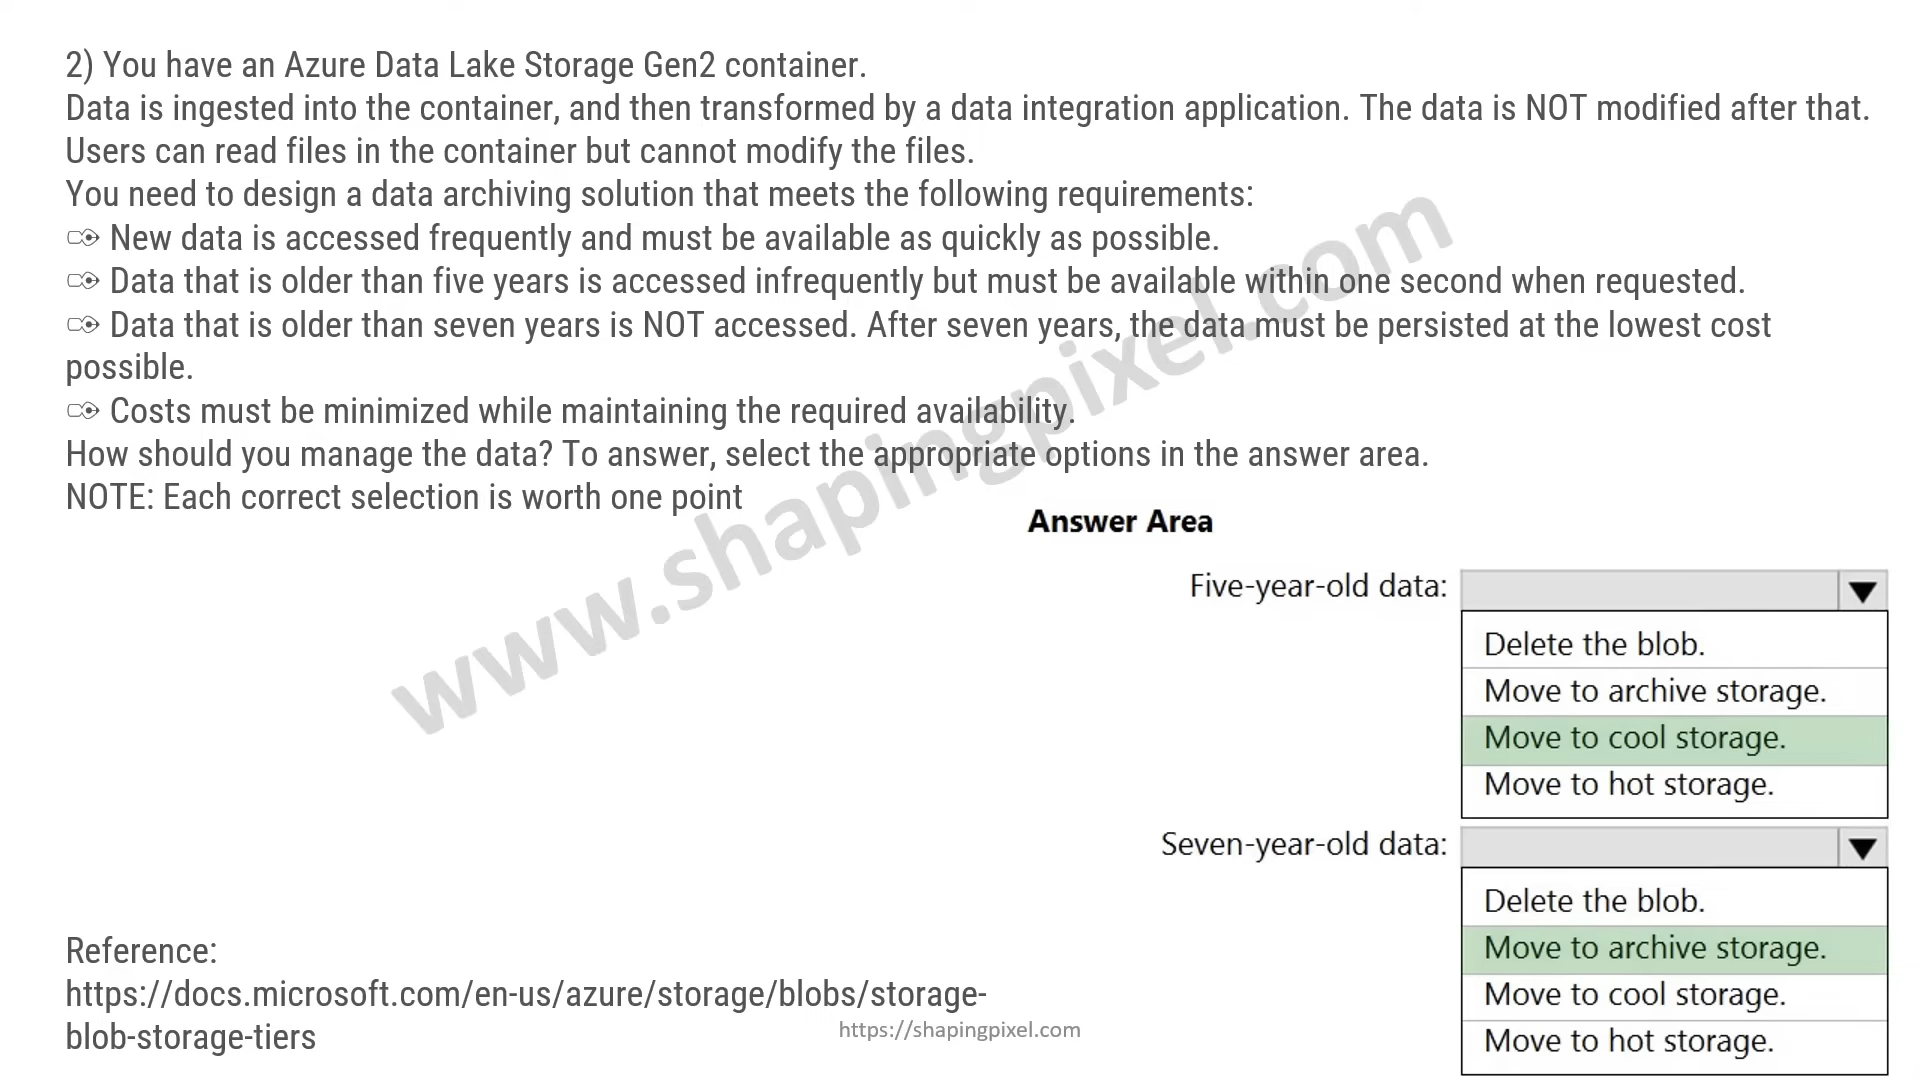 2) You have an Azure Data Lake Storage Gen2 container.
Data is ingested into the container, and then transformed by a data integration application. The data is NOT modified after that.
Users can read files in the container but cannot modify the files.
You need to design a data archiving solution that meets the following requirements:
New data is accessed frequently and must be available as quickly as possible.
Data that is older than five years is accessed infrequently but must be available within one second when requested.
Data that is older than seven years is NOT accessed. After seven years, the data must be persisted at the lowest cost
possible.
Costs must be minimized while maintaining the required availability.
How should you manage the data? To answer, select the appropriate options in the answer area.
NOTE: Each correct selection is worth one point
www.shapingpixel.com
Answer Area
Five-year-old data:
Delete the blob.
Move to archive storage.
Move to cool storage.
Move to hot storage.
Seven-year-old data:
Delete the blob.
Move to archive storage.
Move to cool storage.
Move to hot storage.
Reference:
https://docs.microsoft.com/en-us/azure/storage/blobs/storage-
blob-storage-tiers
https://shapingpixel.com